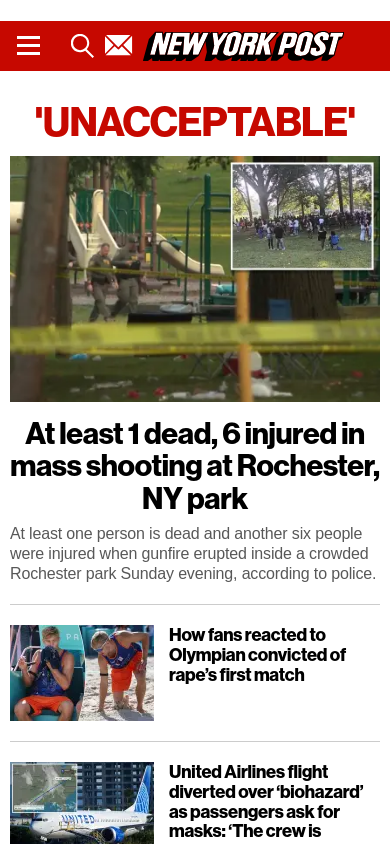 NEW YORK POST
'UNACCEPTABLE'
At least 1 dead, 6 injured in
mass shooting at Rochester,
NY park
At least one person is dead and another six people
were injured when gunfire erupted inside a crowded
Rochester park Sunday evening, according to police.
How fans reacted to
Olympian convicted of
rape’s first match
United Airlines flight
diverted over ‘biohazard’
as passengers ask for
masks: ‘The crew is
UNITED